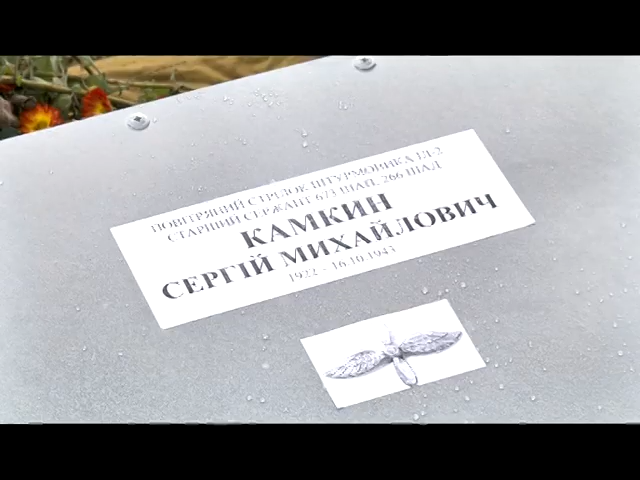 ПОВІТРЯНИЙ СТРІЛОК ШТУРМОВИКА ІЛ-2
СТАРШИЙ СЕРЖАНТ 673 ШАП, 266 ШАД
КАМКИН
СЕРГІЙ МИХАЙЛОВИЧ
1922 - 16.10.1943